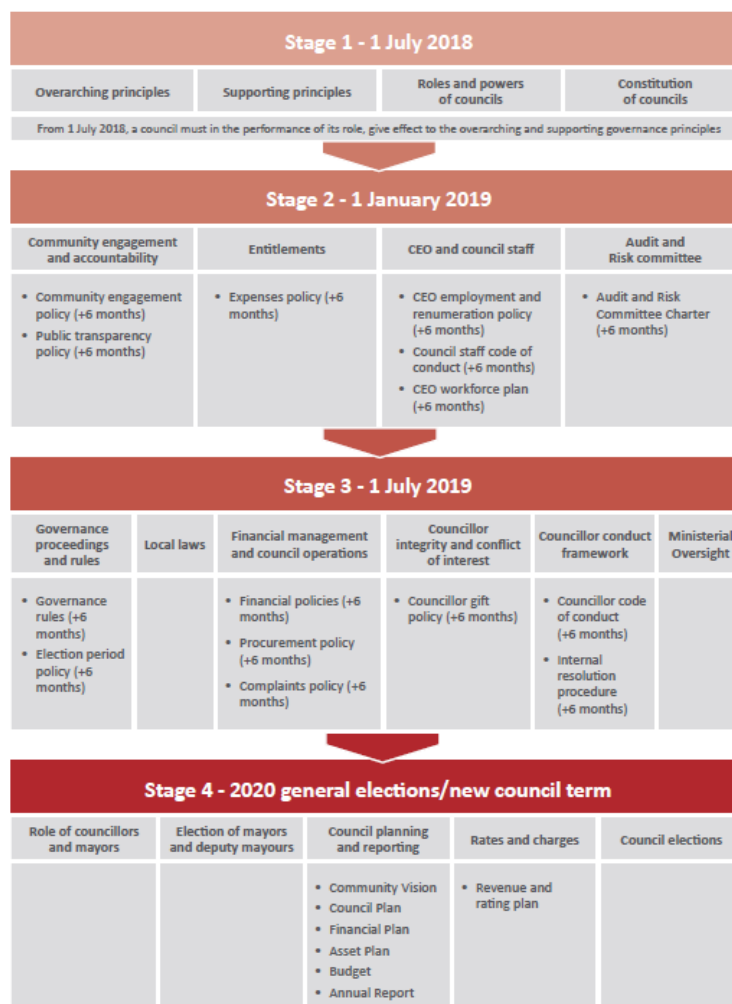 Stage 1 - 1 July 2018
Overarching principles
Supporting principles
Roles and powers
of councils
Constitution
of councils
From 1 July 2018, a council must in the performance of its role, give effect to the overarching and supporting governance principles
Stage 2 - 1 January 2019
Community engagement
and accountability
Entitlements
CEO and council staff
Audit and
Risk committee
• Community engagement
policy (+6 months)
• Public transparency
policy (+6 months)
• Expenses policy (+6
months)
• CEO employment and
renumeration policy
(+6 months)
• Council staff code of
conduct (+6 months)
• CEO workforce plan
(+6 months)
• Audit and Risk
Committee Charter
(+6 months)
Stage 3 - 1 July 2019
Governance
proceedings
and rules
Local laws
Financial management
and council operations
Councillor
integrity and conflict
of interest
Councillor conduct
framework
Ministerial
Oversight
• Governance
rules (+6
months)
• Election period
policy (+6
months)
• Financial policies (+6
months)
• Procurement policy
(+6 months)
• Complaints policy (+6
months)
• Councillor gift
policy (+6 months)
• Councillor code
of conduct
(+6 months)
• Internal
resolution
procedure
(+6 months)
Stage 4 - 2020 general elections/new council term
Role of councillors
and mayors
Election of mayors
and deputy mayours
Council planning
and reporting
Rates and charges
Council elections
• Community Vision
• Council Plan
• Financial Plan
• Asset Plan
• Budget
• Annual Report
• Revenue and
rating plan